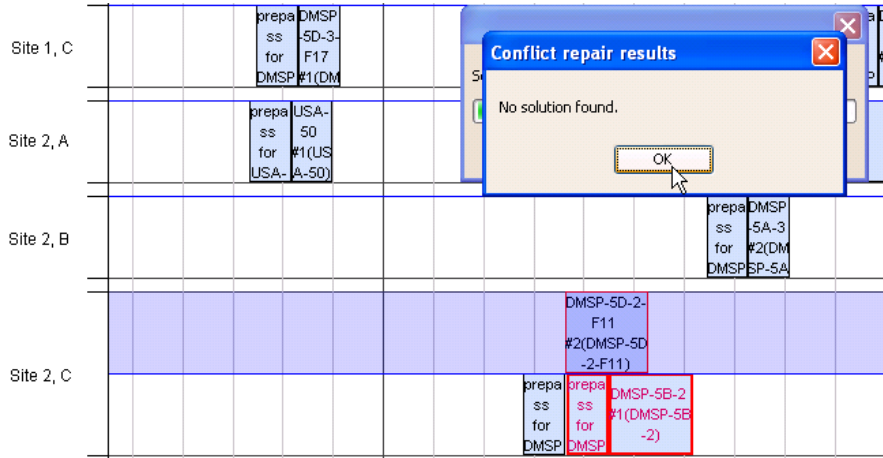 Site 1, C
prepa
ss
for
DMSP
DMSP
-5D-3-
F17
#1(DM
Conflict repair results
No solution found.
OK
Site 2, A
prepa
ss
for
USA-
USA-
50
#1(US
A-50)
Site 2, B
prepa
ss
for
DMSP
DMSP
-5A-3
#2(DM
SP-5A
Site 2, C
DMSP-5D-2-
F11
#2(DMSP-5D
-2-F11)
prepa
ss
for
DMSP
prepa
ss
for
DMSP
DMSP-5B-2
#1(DMSP-5B
-2)